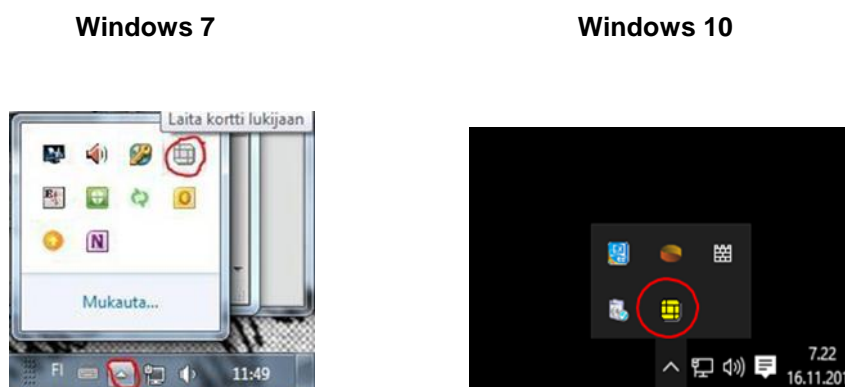 Windows 7
Windows 10
Laita kortti lukijaan
Mukauta...
FI
11:49
7.22
16.11.201